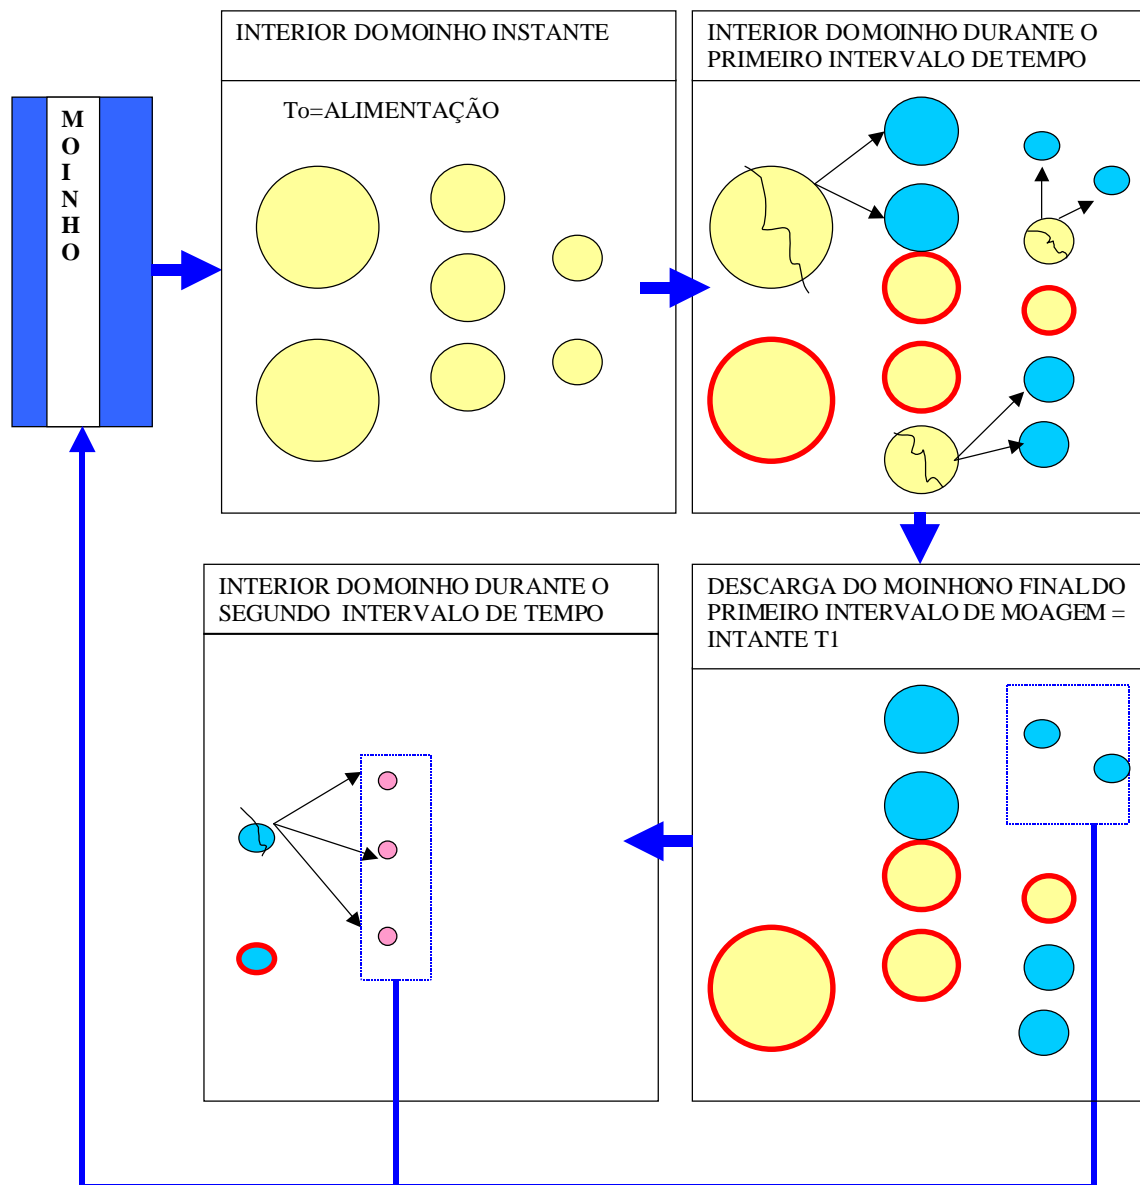 MOINHO
INTERIOR DOMOINHO INSTANTE
To=ALIMENTAÇÃO
INTERIOR DOMOINHO DURANTE O
PRIMEIRO INTERVALO DETEMPO
INTERIOR DOMOINHO DURANTE O
SEGUNDO INTERVALO DE TEMPO
DESCARGA DO MOINHONO FINALDO
PRIMEIRO INTERVALO DE MOAGEM =
INTANTE T1